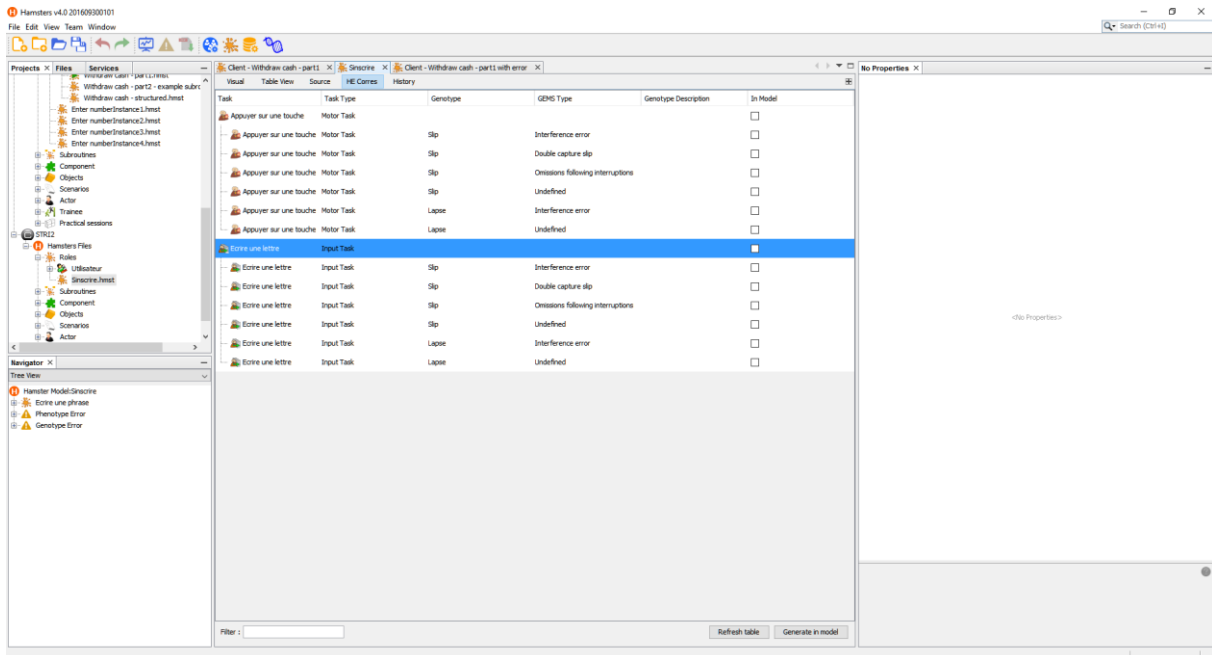 Hamsters v4.0 201609300101
File Edit View Team Window
Search (Ctrl+I)
Projects Files Services
Withdraw cash - part1.hmst
Withdraw cash - part2 - example subrc
Withdraw cash - structured.hmst
Enter numberInstance1.hmst
Enter numberInstance2.hmst
Enter numberInstance3.hmst
Enter numberInstance4.hmst
Subroutines
Component
Objects
Scenarios
Actor
Trainee
Practical sessions
STRI2
Hamsters Files
Roles
Utilisateur
Sinscrire.hmst
Subroutines
Component
Objects
Scenarios
Actor
Navigator
Tree View
Hamster Model:Sinscrire
Ecrire une phrase
Phenotype Error
Genotype Error
Client - Withdraw cash - part1 Sinscrire Client - Withdraw cash - part1 with error
Visual Table View Source HE Corres History
Task Task Type Genotype GEMS Type Genotype Description In Model
Appuyer sur une touche Motor Task
Appuyer sur une touche Motor Task Slip Interference error
Appuyer sur une touche Motor Task Slip Double capture slip
Appuyer sur une touche Motor Task Slip Omissions following interruptions
Appuyer sur une touche Motor Task Slip Undefined
Appuyer sur une touche Motor Task Lapse Interference error
Appuyer sur une touche Motor Task Lapse Undefined
Ecrire une lettre Input Task
Ecrire une lettre Input Task Slip Interference error
Ecrire une lettre Input Task Slip Double capture slip
Ecrire une lettre Input Task Slip Omissions following interruptions
Ecrire une lettre Input Task Slip Undefined
Ecrire une lettre Input Task Lapse Interference error
Ecrire une lettre Input Task Lapse Undefined
Filter :
Refresh table Generate in model
No Properties
<No Properties>